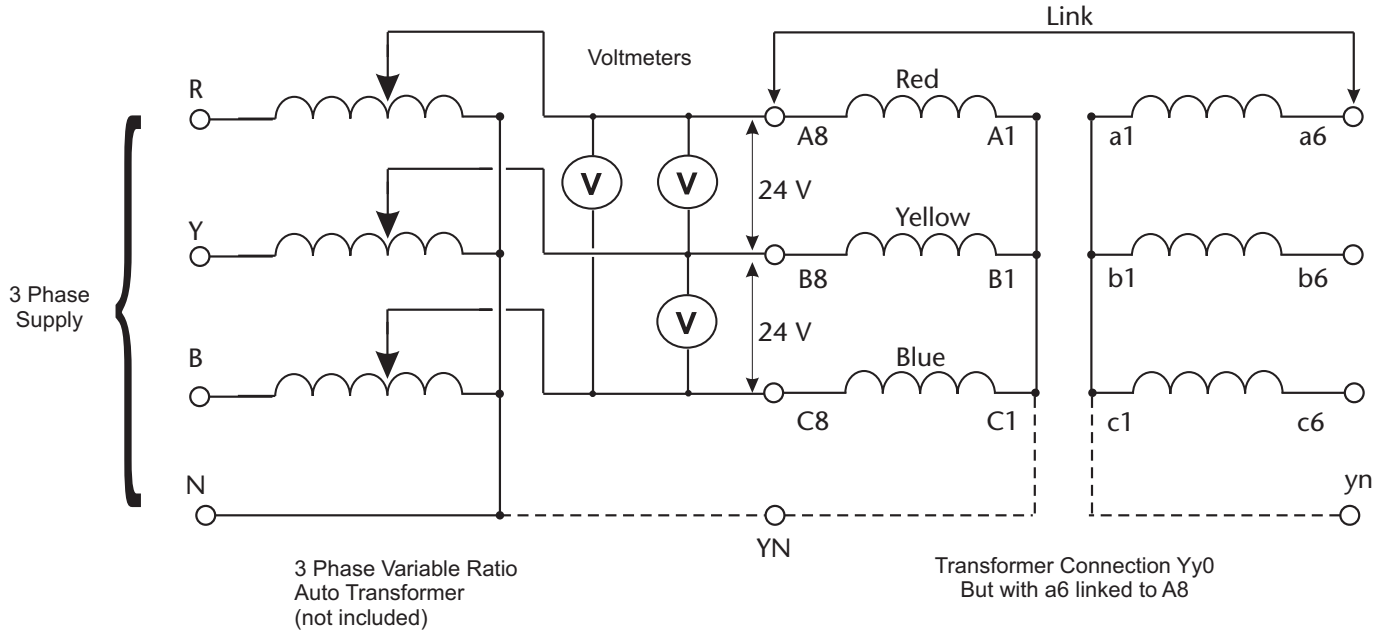 Link
Voltmeters
R
Red
A8
A1
a1
a6
V
V
24 V
Y
Yellow
B8
B1
b1
b6
3 Phase
Supply
V
24 V
B
Blue
C8
C1
c1
c6
N
yn
YN
3 Phase Variable Ratio
Auto Transformer
(not included)
Transformer Connection Yy0
But with a6 linked to A8